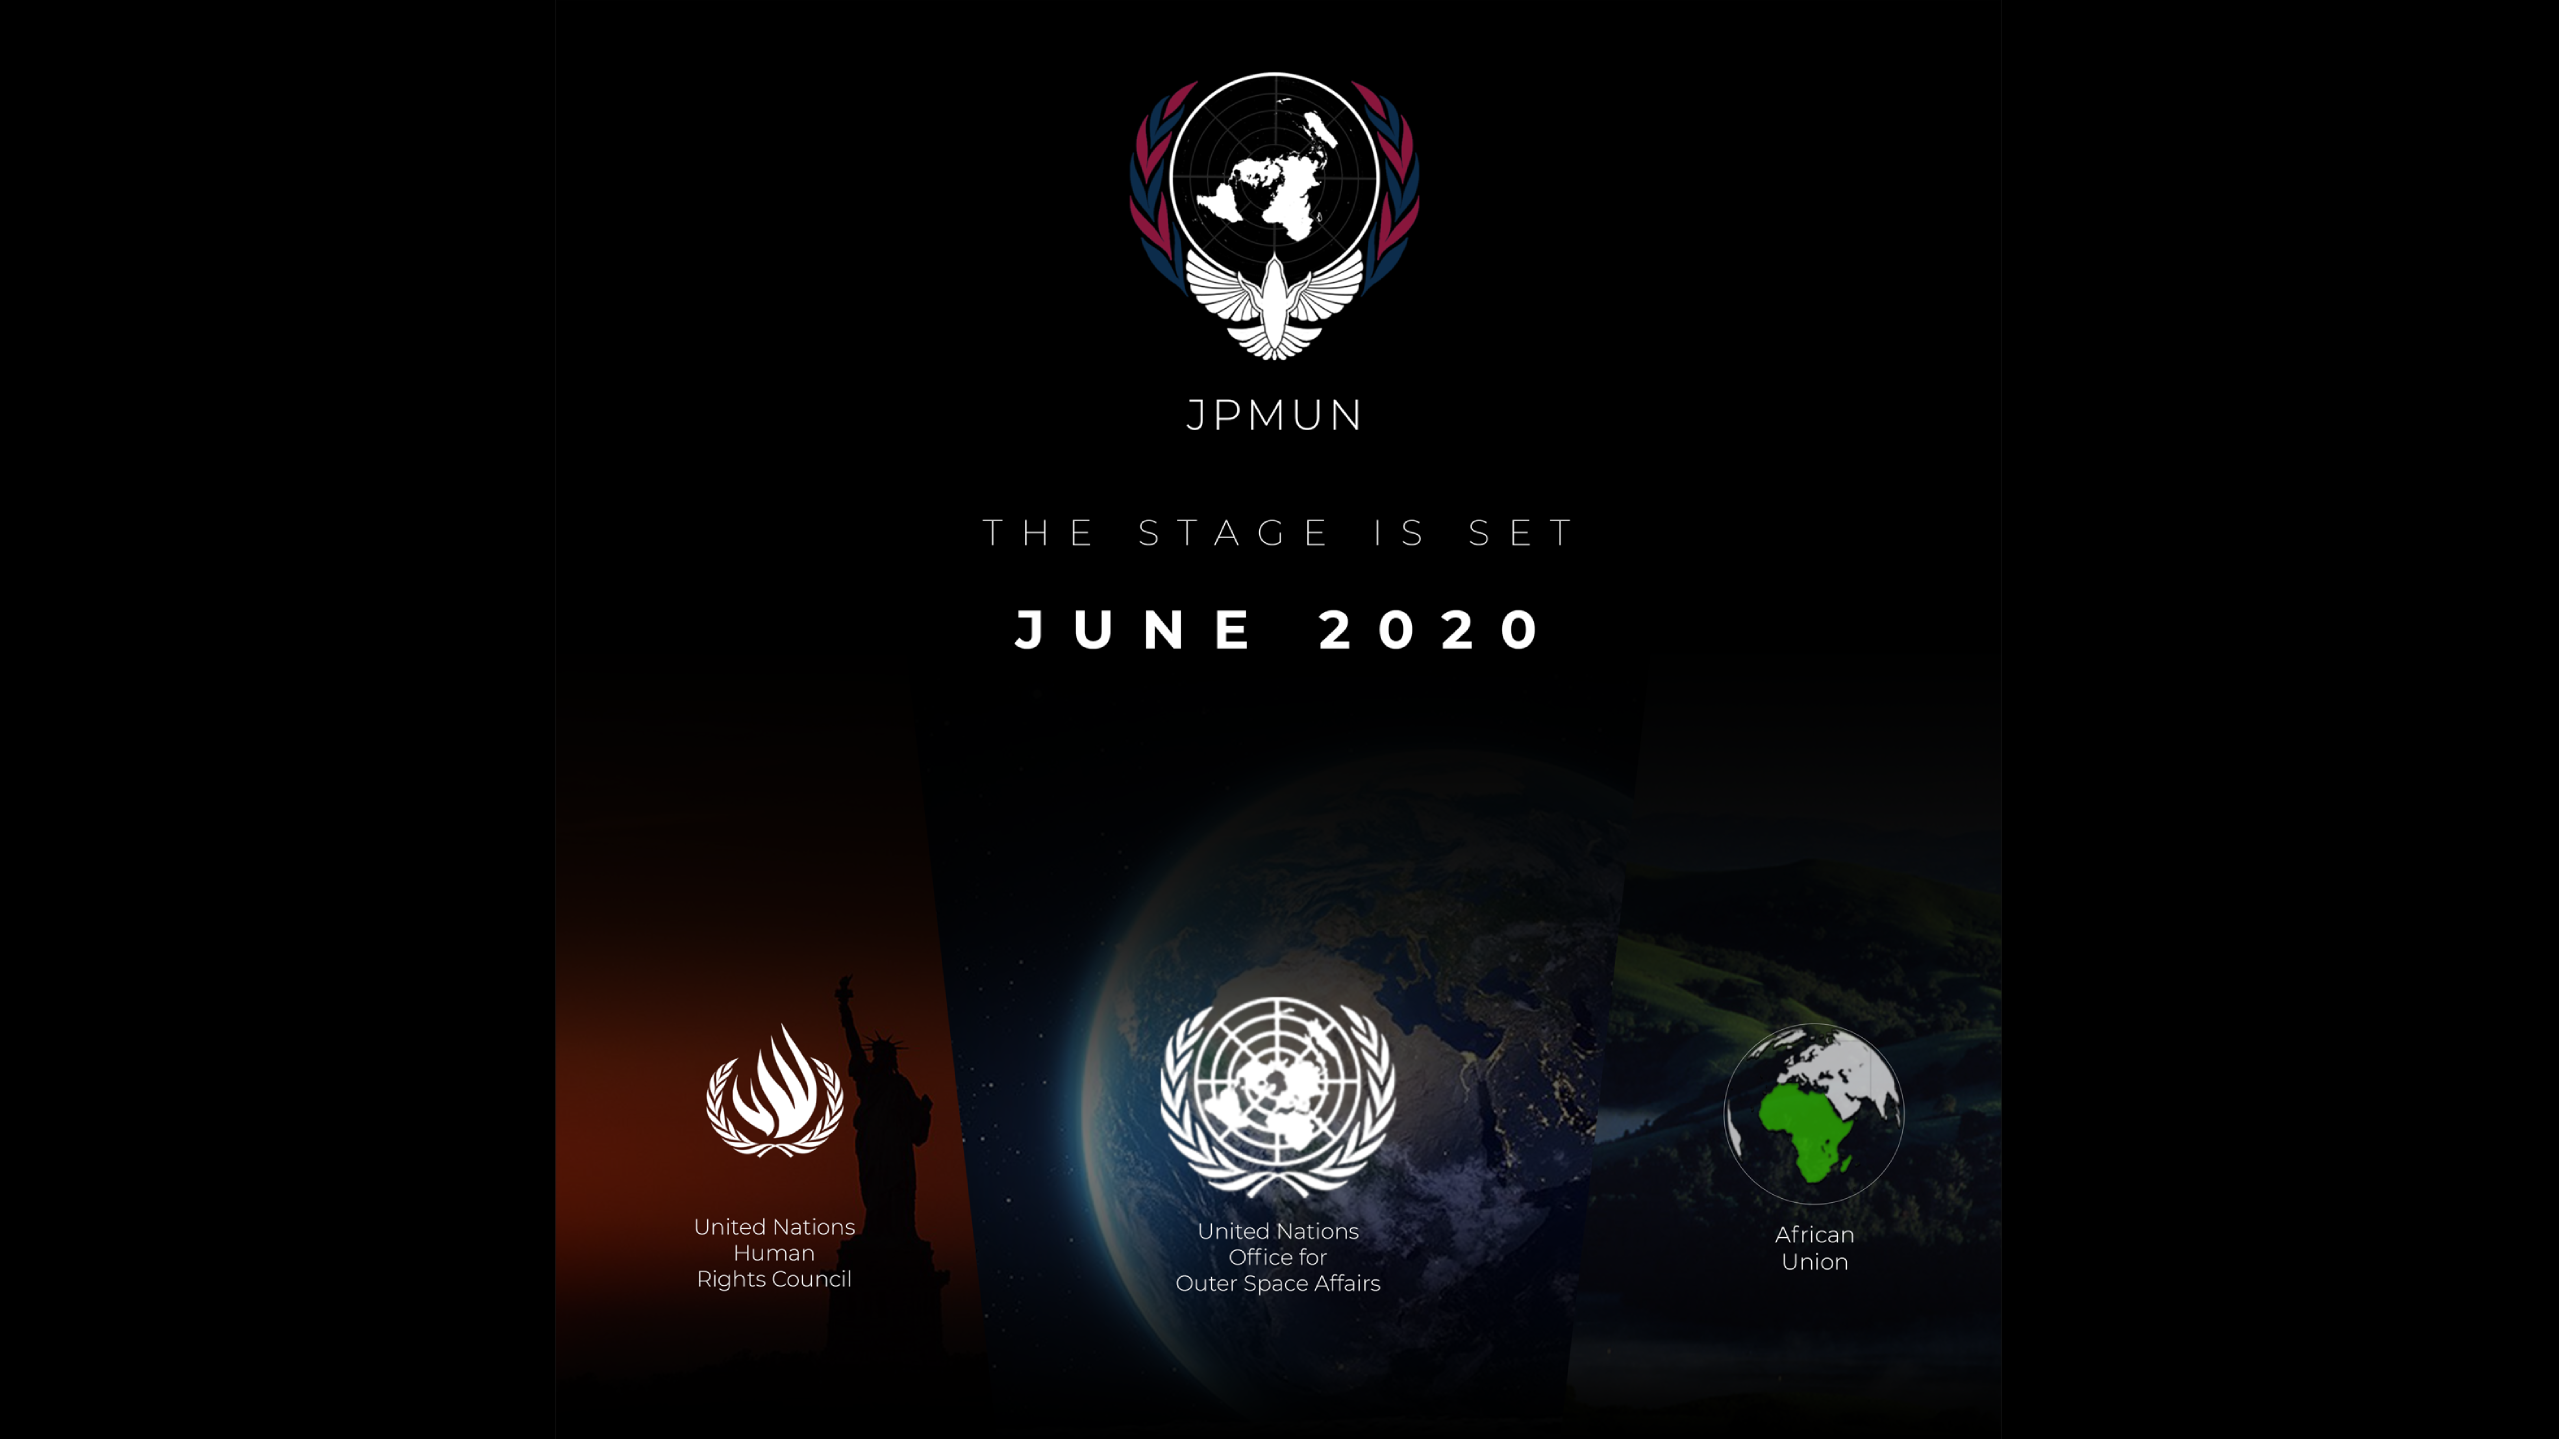 JPMUN
THE STAGE IS SET
JUNE 2020
United Nations
Human
Rights Council
United Nations
Office for
Outer Space Affairs
African
Union